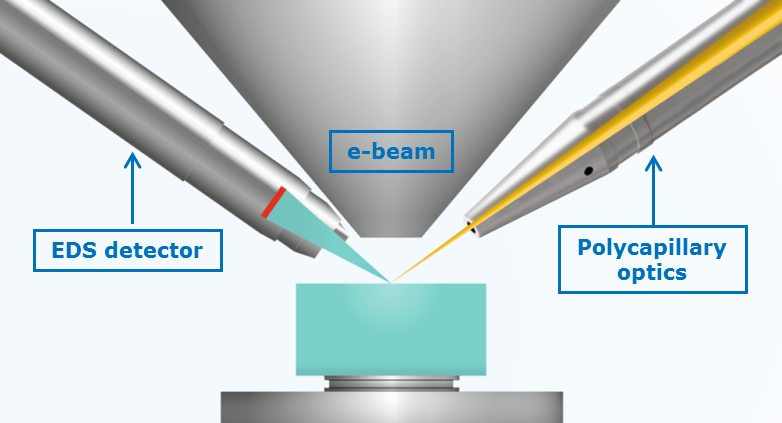 e-beam
EDS detector
Polycapillary
optics